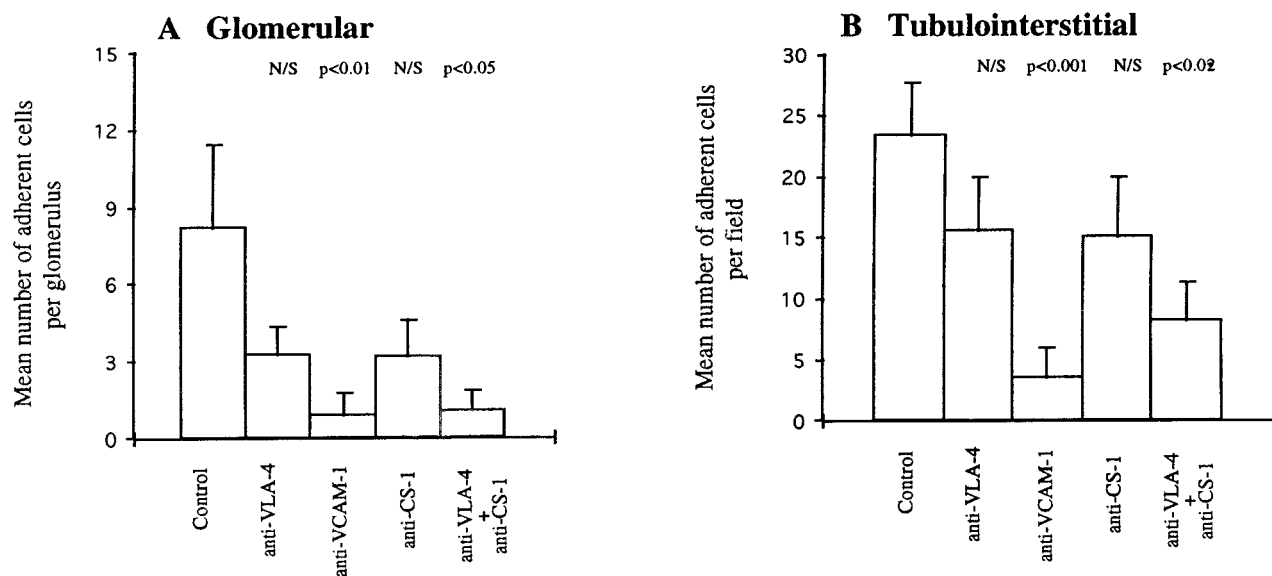 A Glomerular
15
12
9
6
3
0
N/S p<0.01 N/S p<0.05
Mean number of adherent cells
per glomerulus
Control
anti-VLA-4
anti-VCAM-1
anti-CS-1
anti-VLA-4
+
anti-CS-1
B Tubulointerstitial
30
25
20
15
10
5
0
N/S p<0.001 N/S p<0.02
Mean number of adherent cells
per field
Control
anti-VLA-4
anti-VCAM-1
anti-CS-1
anti-VLA-4
+
anti-CS-1